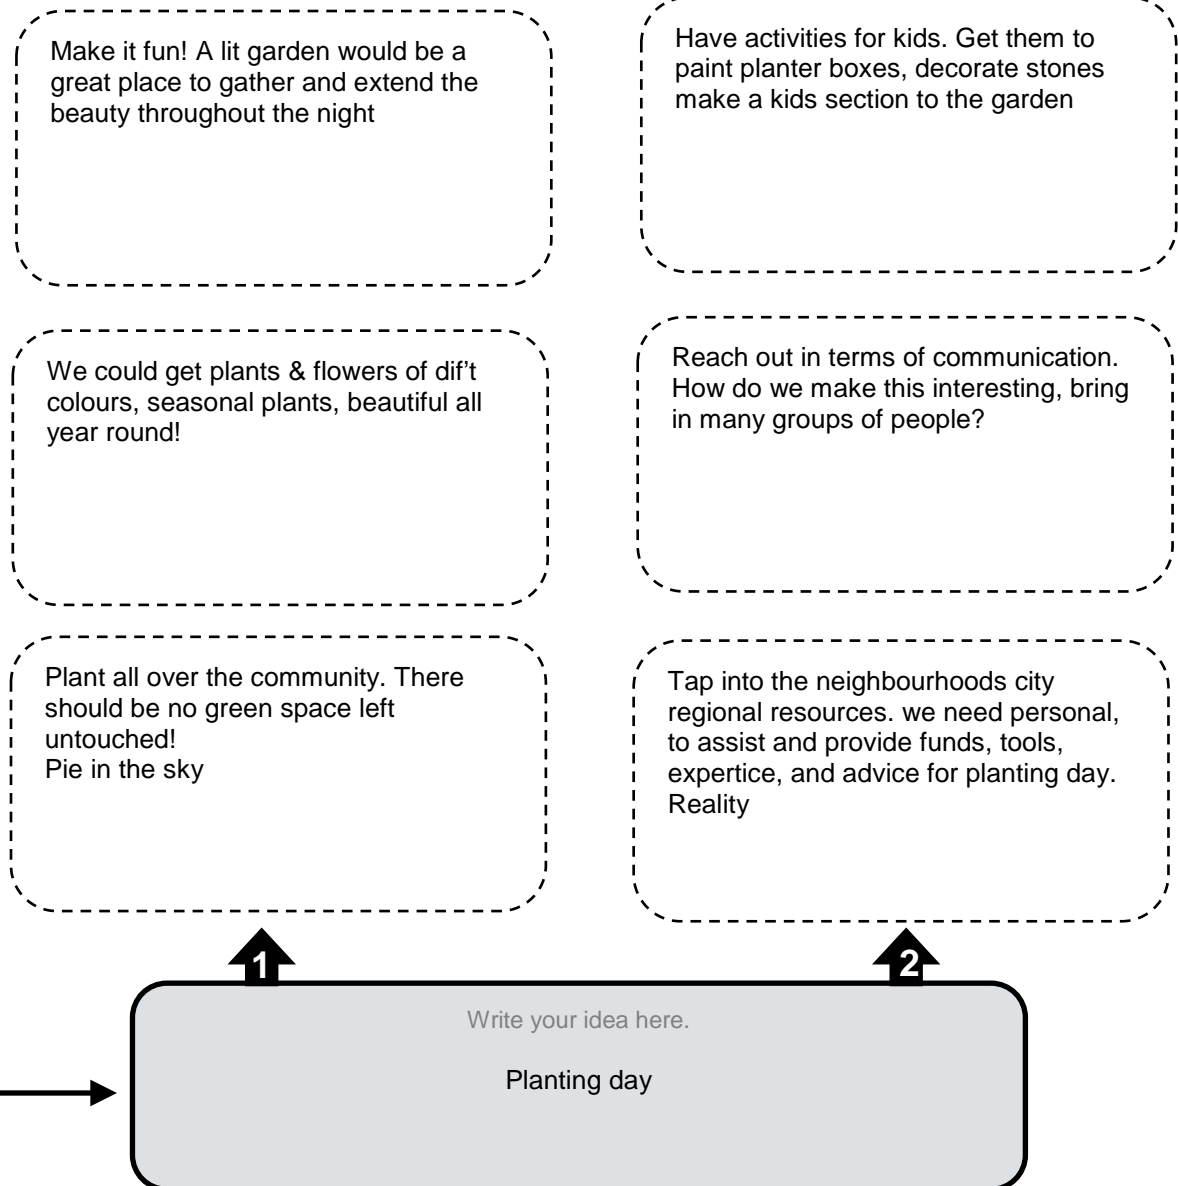 Make it fun! A lit garden would be a
great place to gather and extend the
beauty throughout the night
Have activities for kids. Get them to
paint planter boxes, decorate stones
make a kids section to the garden
We could get plants & flowers of dif’t
colours, seasonal plants, beautiful all
year round!
Reach out in terms of communication.
How do we make this interesting, bring
in many groups of people?
Plant all over the community. There
should be no green space left
untouched!
Pie in the sky
Tap into the neighbourhoods city
regional resources. we need personal,
to assist and provide funds, tools,
expertice, and advice for planting day.
Reality
1
2
Write your idea here.
Planting day